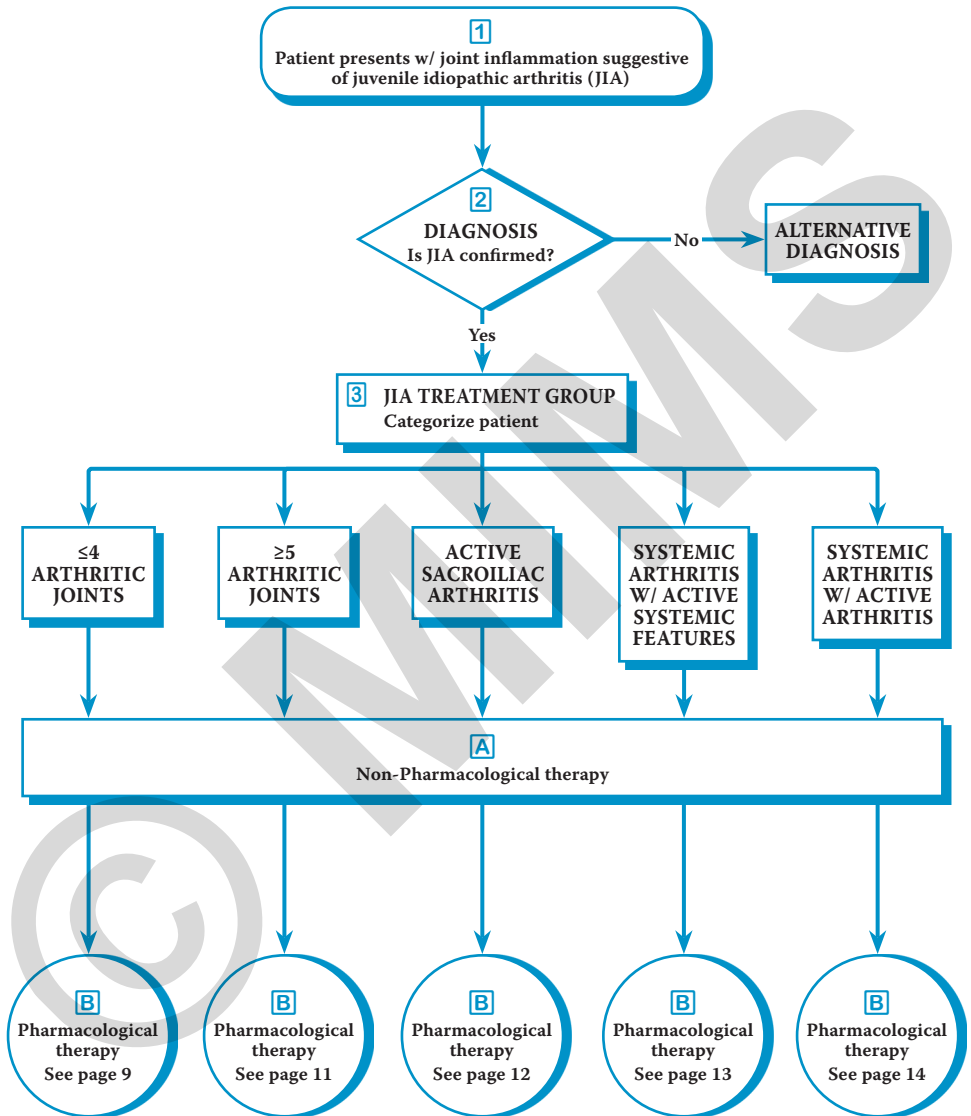 1
Patient presents w/ joint inflammation suggestive
of juvenile idiopathic arthritis (JIA)
2
DIAGNOSIS
Is JIA confirmed?
No
ALTERNATIVE
DIAGNOSIS
Yes
3 JIA TREATMENT GROUP
Categorize patient
≤4
ARTHRITIC
JOINTS
≥5
ARTHRITIC
JOINTS
ACTIVE
SACROILIAC
ARTHRITIS
SYSTEMIC
ARTHRITIS
W/ ACTIVE
SYSTEMIC
FEATURES
SYSTEMIC
ARTHRITIS
W/ ACTIVE
ARTHRITIS
A
Non-Pharmacological therapy
B
Pharmacological
therapy
See page 9
B
Pharmacological
therapy
See page 11
B
Pharmacological
therapy
See page 12
B
Pharmacological
therapy
See page 13
B
Pharmacological
therapy
See page 14
© MIMS